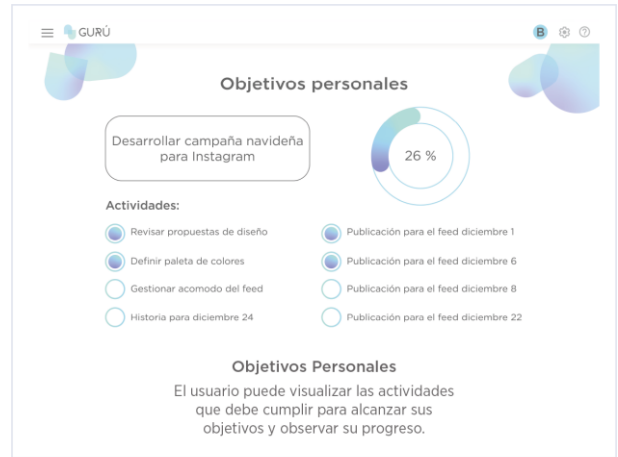 GURÚ
B
?
Objetivos personales
Desarrollar campaña navideña
para Instagram
26 %
Actividades:
Revisar propuestas de diseño
Definir paleta de colores
Gestionar acomodo del feed
Historia para diciembre 24
Publicación para el feed diciembre 1
Publicación para el feed diciembre 6
Publicación para el feed diciembre 8
Publicación para el feed diciembre 22
Objetivos Personales
El usuario puede visualizar las actividades
que debe cumplir para alcanzar sus
objetivos y observar su progreso.